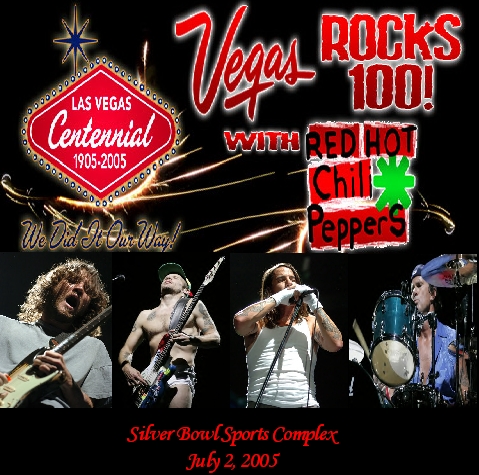 LAS VEGAS
Centennial
1905-2005
We Did It Our Way!
Vegas ROCKS
100!
WITH RED HOT
Chili
PeppeRS
Silver Bowl Sports Complex
July 2, 2005